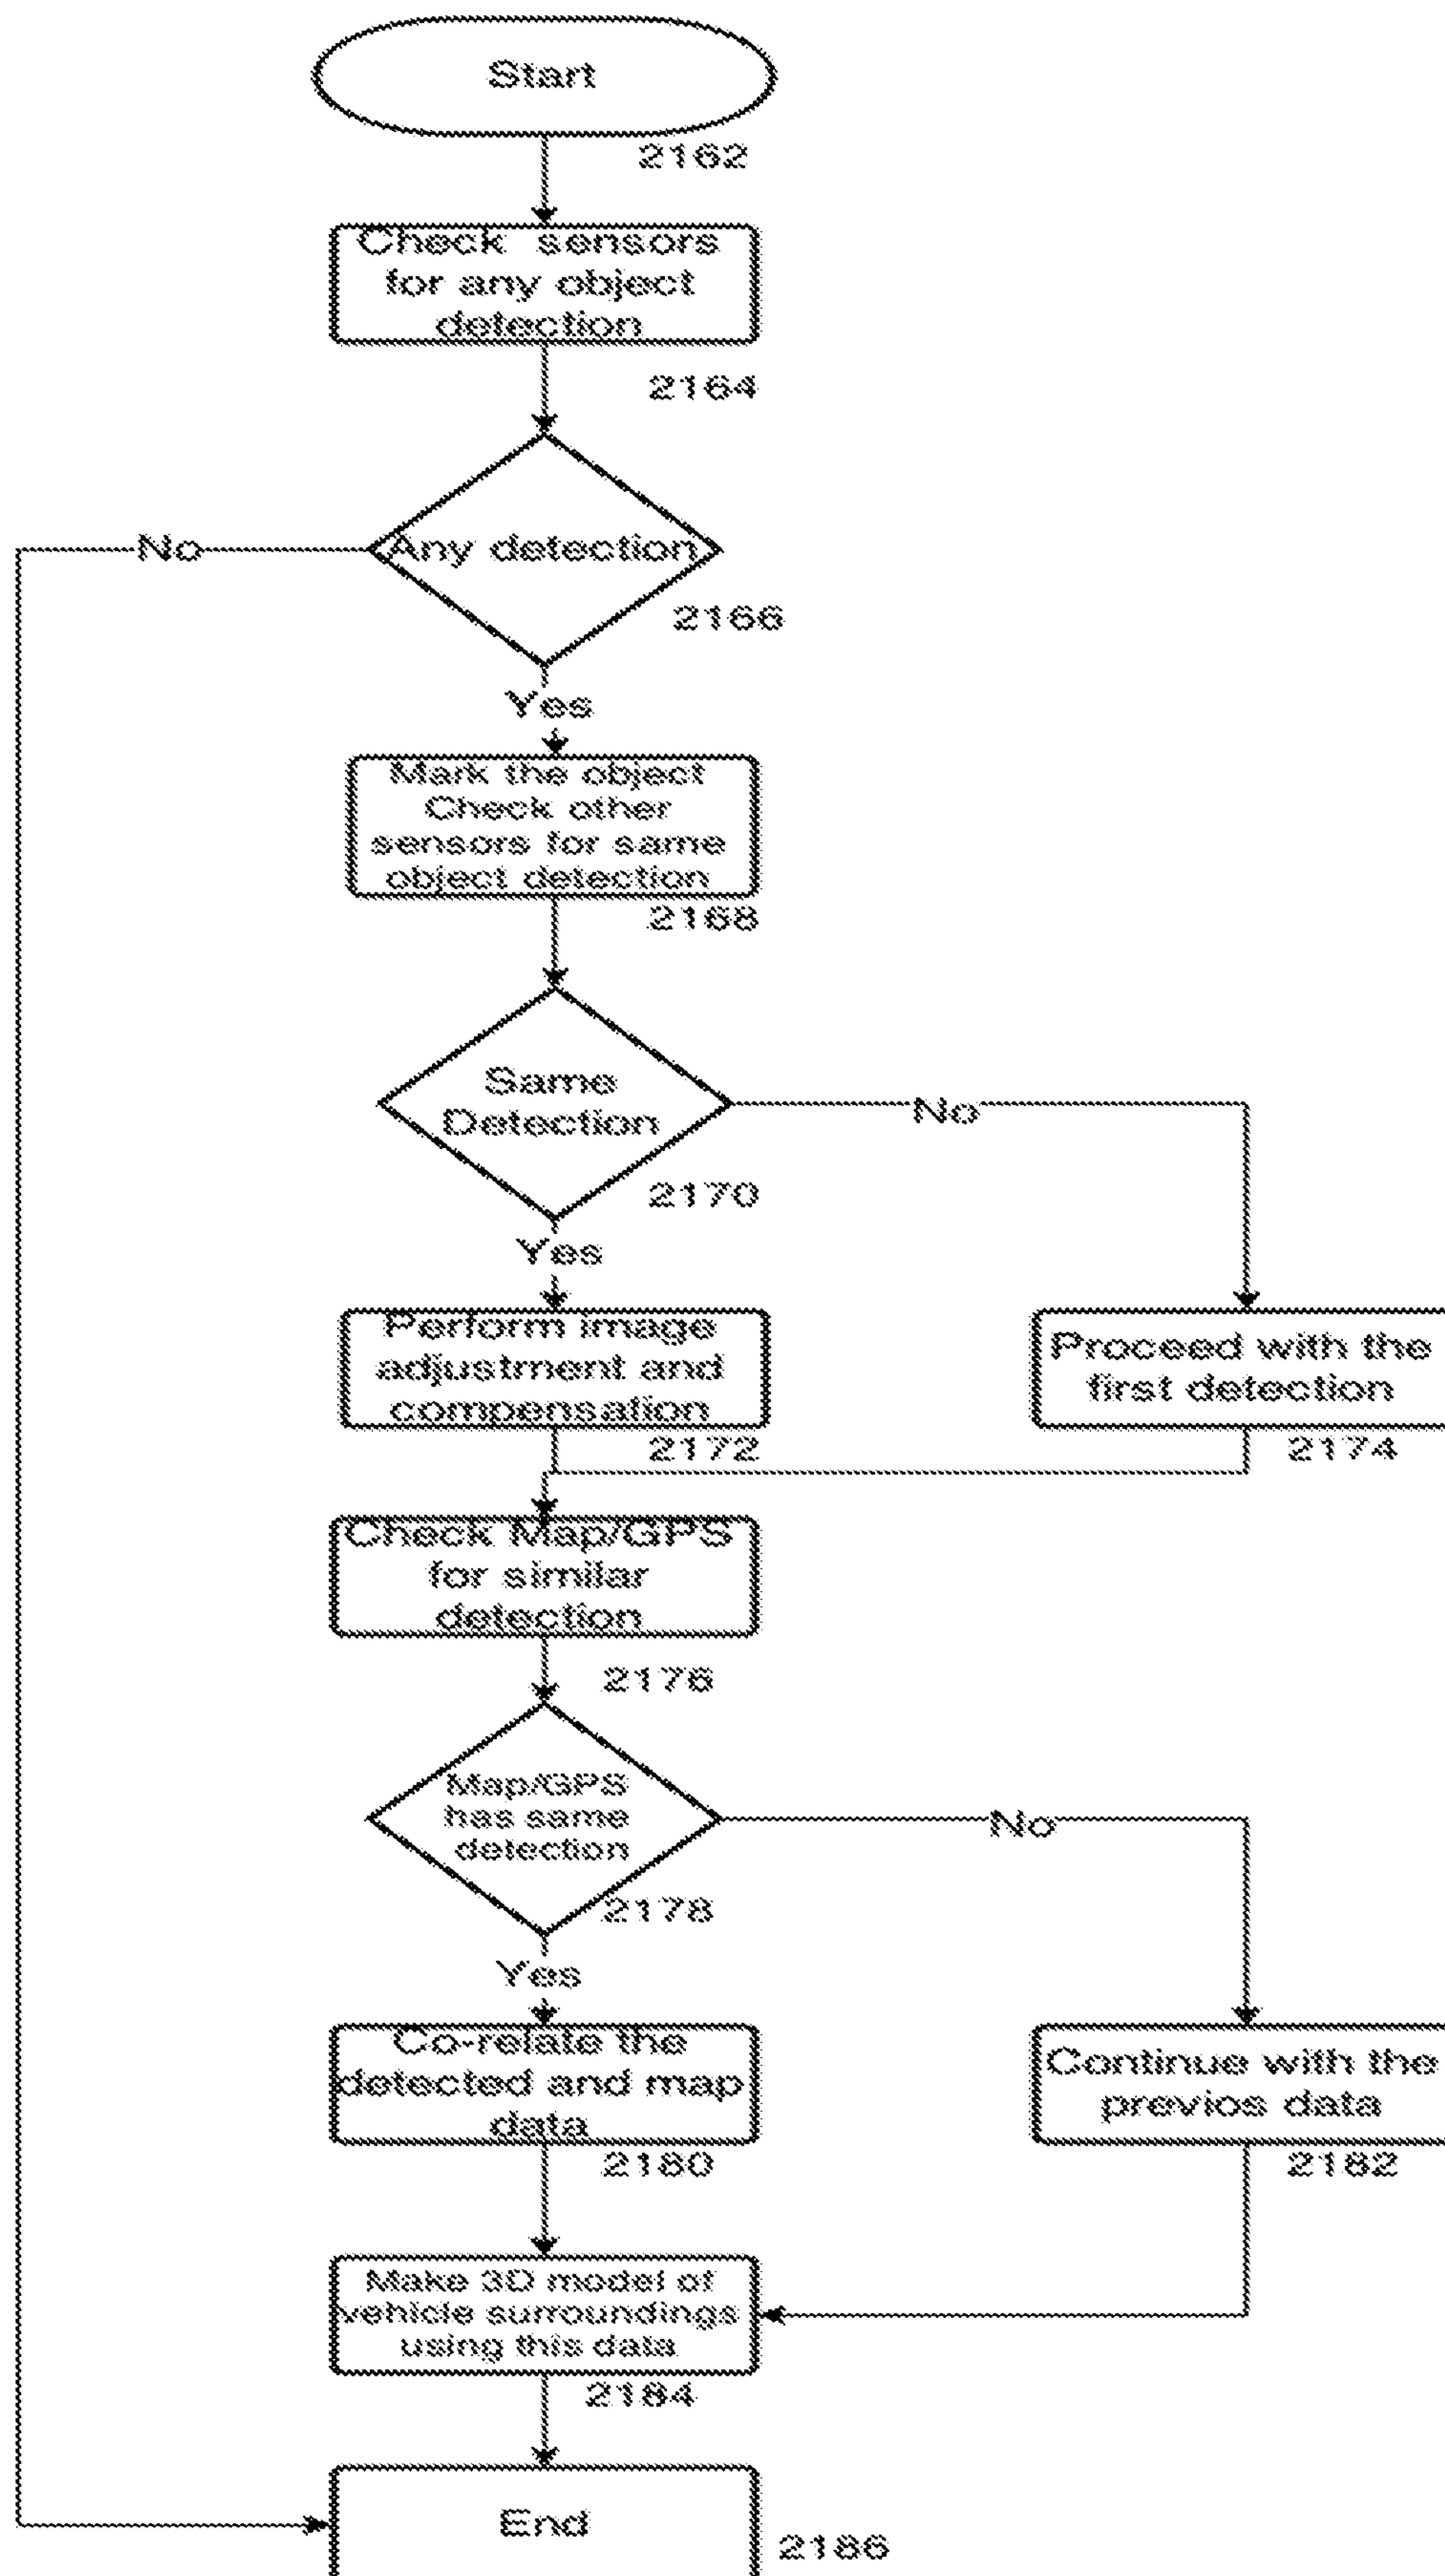 Start
2162
Check sensors
for any object
detection
2164
No
Any detection
2166
Yes
Mark the object
Check other
sensors for same
object detection
2168
Same
Detection
No
2170
Yes
Perform image
adjustment and
compensation
2172
Proceed with the
first detection
2174
Check Map/GPS
for similar
detection
2176
Map/GPS
has same
detection
No
2178
Yes
Co-relate the
detected and map
data
2180
Continue with the
previos data
2182
Make 3D model of
vehicle surroundings
using this data
2184
End
2186